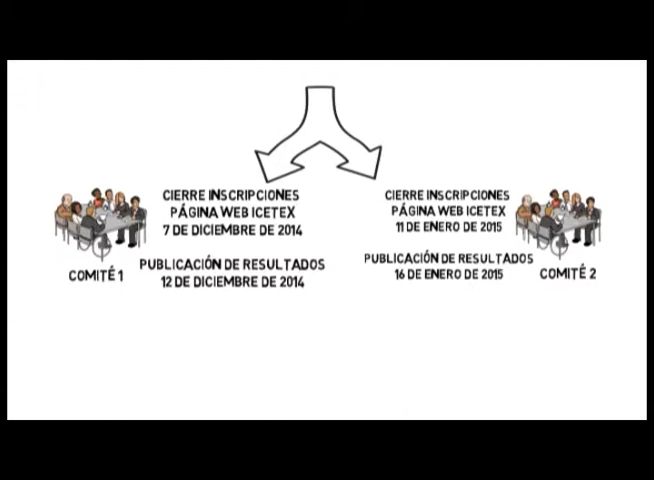 CIERRE INSCRIPCIONES
PÁGINA WEB ICETEX
7 DE DICIEMBRE DE 2014
PUBLICACIÓN DE RESULTADOS
12 DE DICIEMBRE DE 2014
COMITÉ 1
CIERRE INSCRIPCIONES
PÁGINA WEB ICETEX
11 DE ENERO DE 2015
PUBLICACIÓN DE RESULTADOS
16 DE ENERO DE 2015
COMITÉ 2